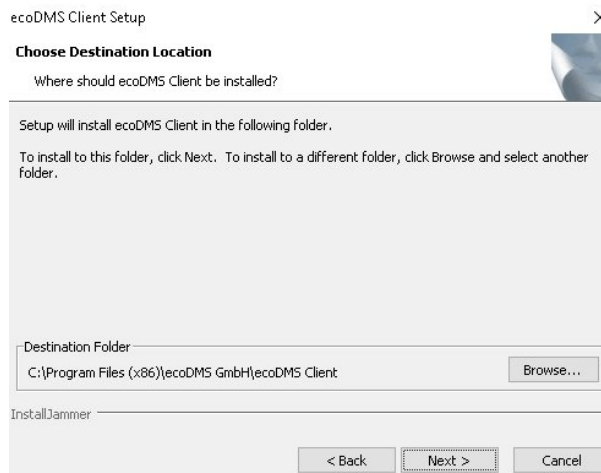 ecoDMS Client Setup
Choose Destination Location
Where should ecoDMS Client be installed?
Setup will install ecoDMS Client in the following folder.
To install to this folder, click Next. To install to a different folder, click Browse and select another
folder.
Destination Folder
C:\Program Files (x86)\ecoDMS GmbH\ecoDMS Client
Browse...
InstallJammer
< Back
Next >
Cancel